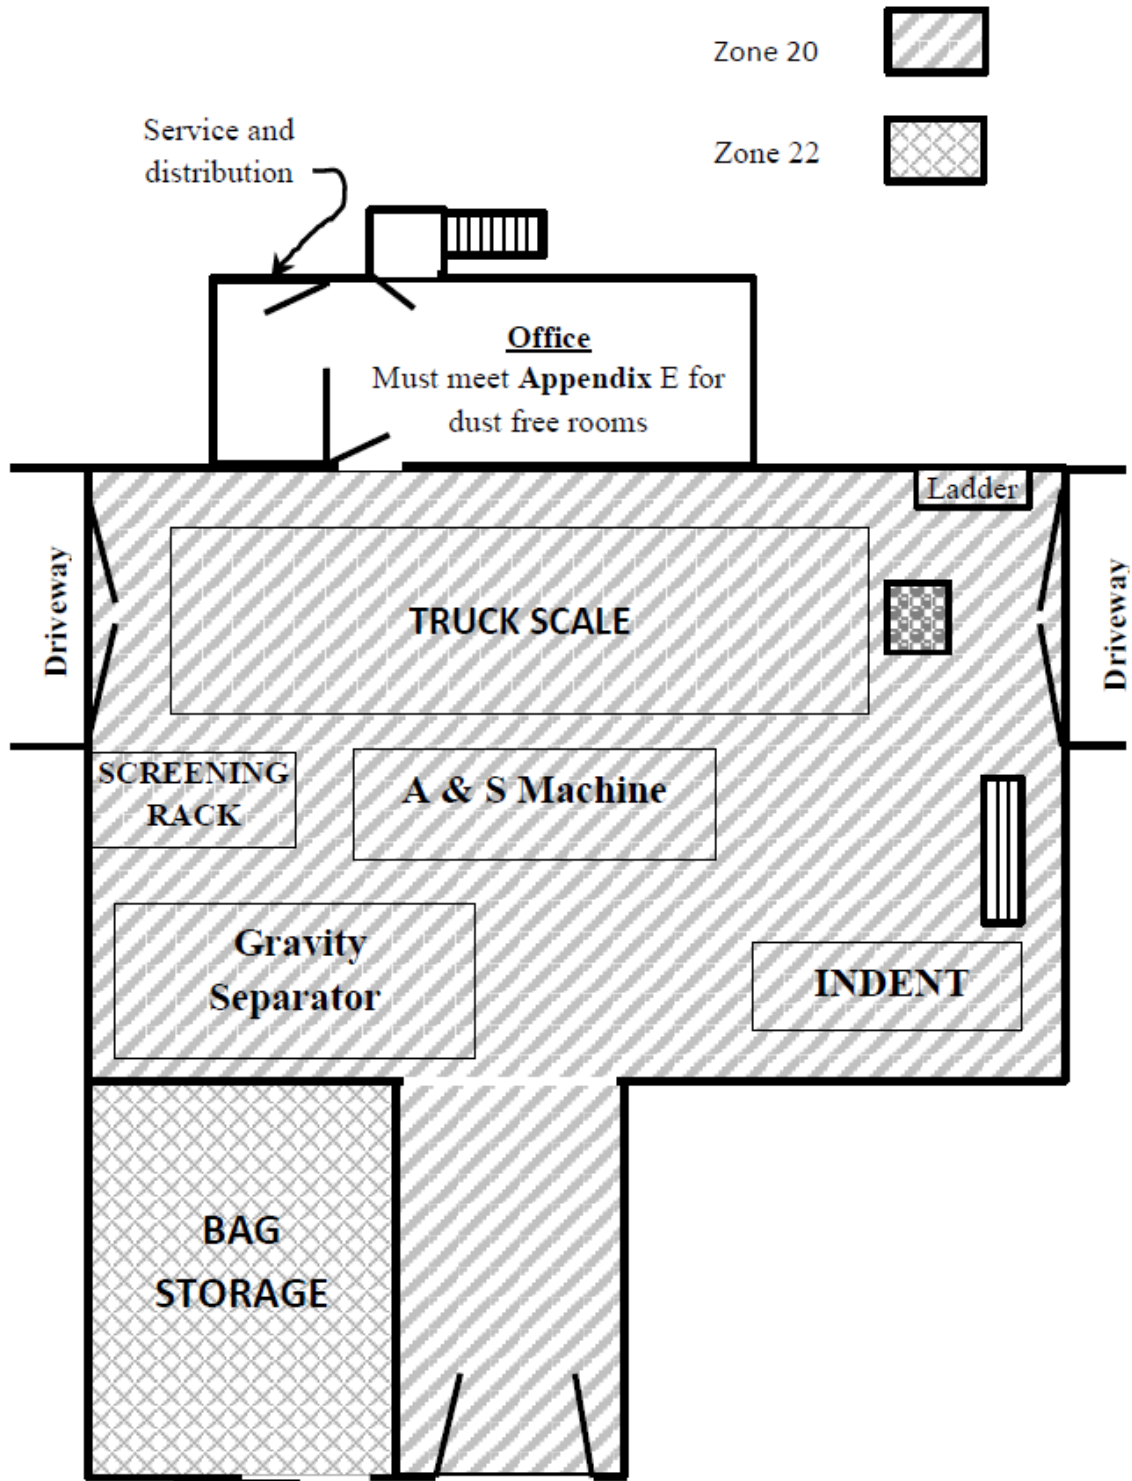 Zone 20
Service and
distribution
Zone 22
Office
Must meet Appendix E for
dust free rooms
Ladder
Driveway
TRUCK SCALE
Driveway
SCREENING
RACK
A & S Machine
Gravity
Separator
INDENT
BAG
STORAGE